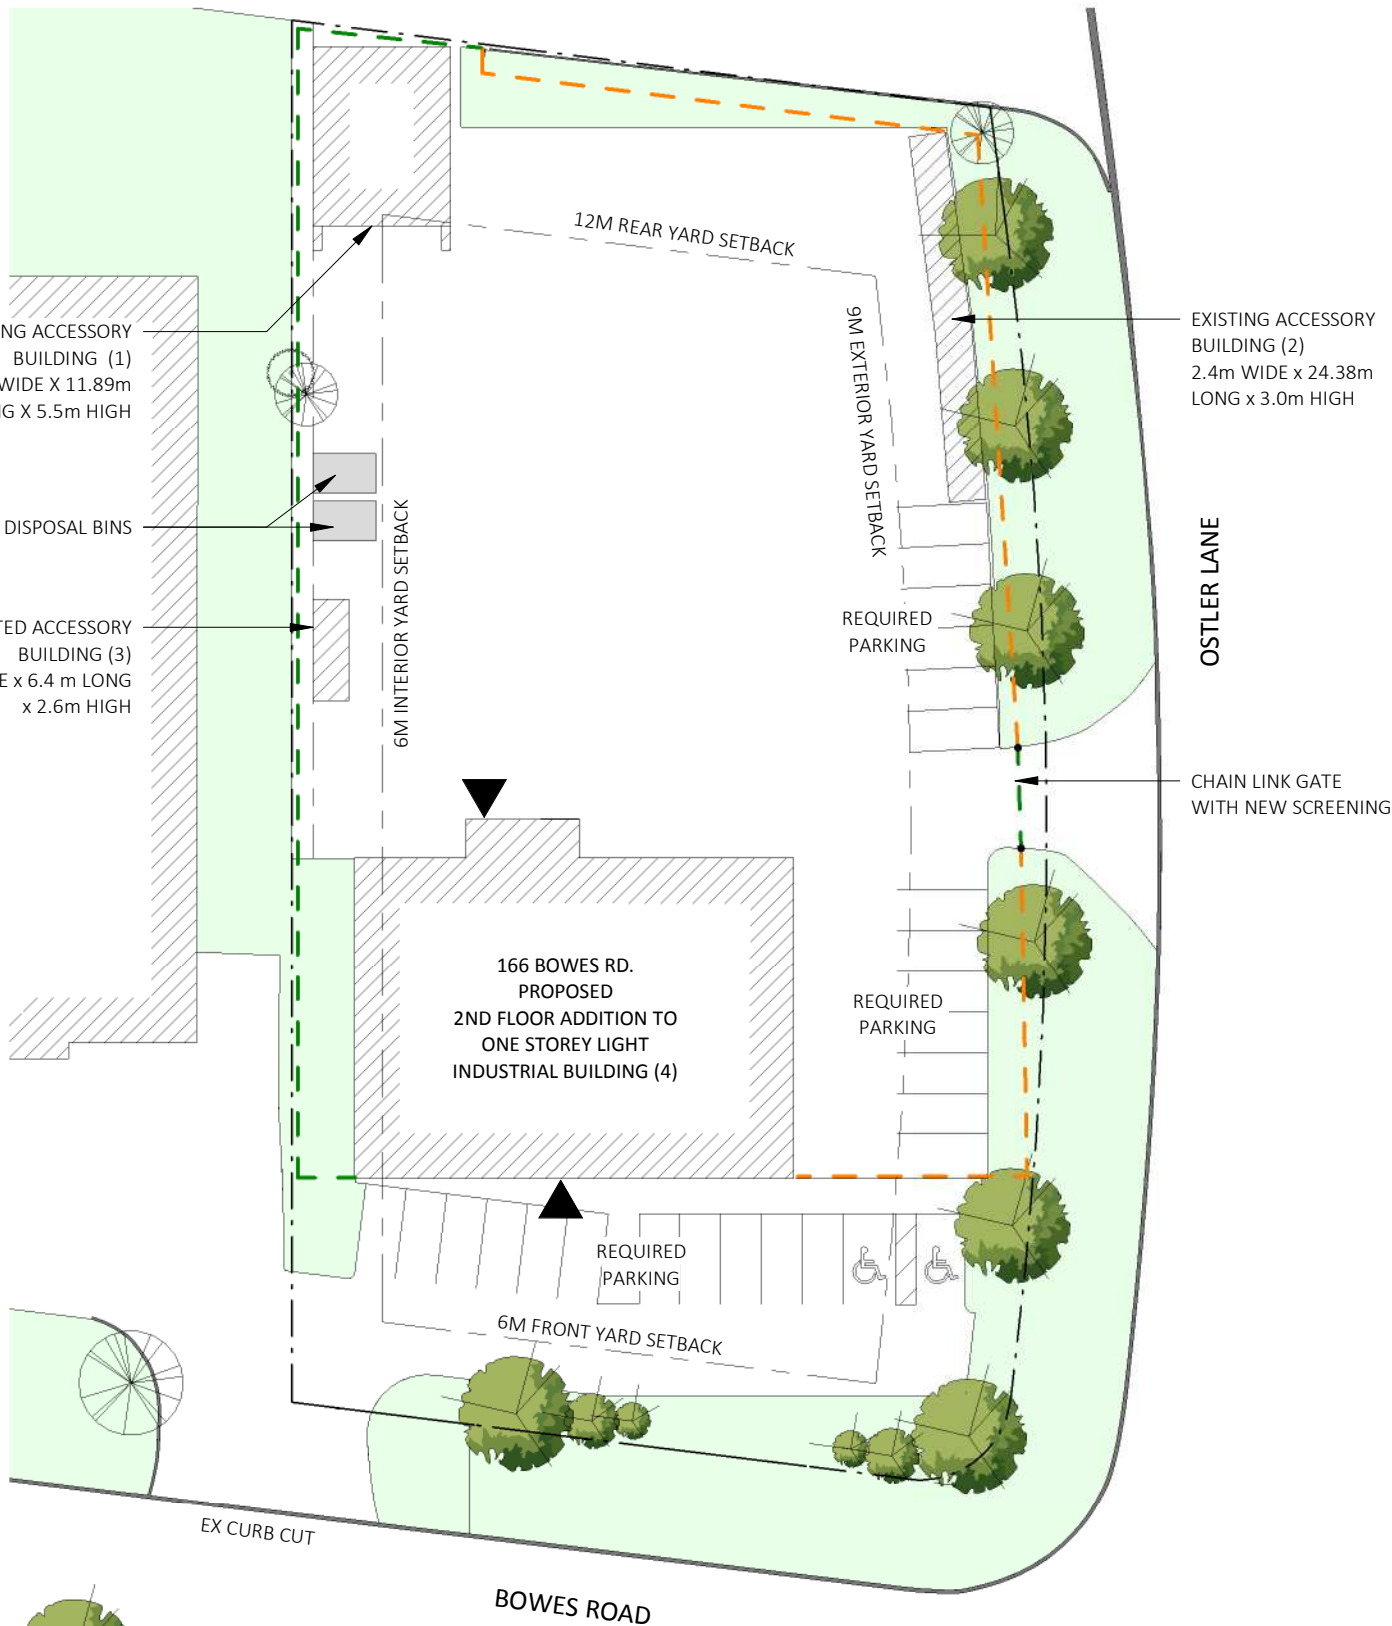 12M REAR YARD SETBACK
NG ACCESSORY
BUILDING (1)
WIDE X 11.89m
NG X 5.5m HIGH
9M EXTERIOR YARD SETBACK
EXISTING ACCESSORY
BUILDING (2)
2.4m WIDE x 24.38m
LONG x 3.0m HIGH
DISPOSAL BINS
6M INTERIOR YARD SETBACK
OSTLER LANE
TED ACCESSORY
BUILDING (3)
E x 6.4 m LONG
x 2.6m HIGH
REQUIRED
PARKING
CHAIN LINK GATE
WITH NEW SCREENING
166 BOWES RD.
PROPOSED
2ND FLOOR ADDITION TO
ONE STOREY LIGHT
INDUSTRIAL BUILDING (4)
REQUIRED
PARKING
REQUIRED
PARKING
6M FRONT YARD SETBACK
EX CURB CUT
BOWES ROAD